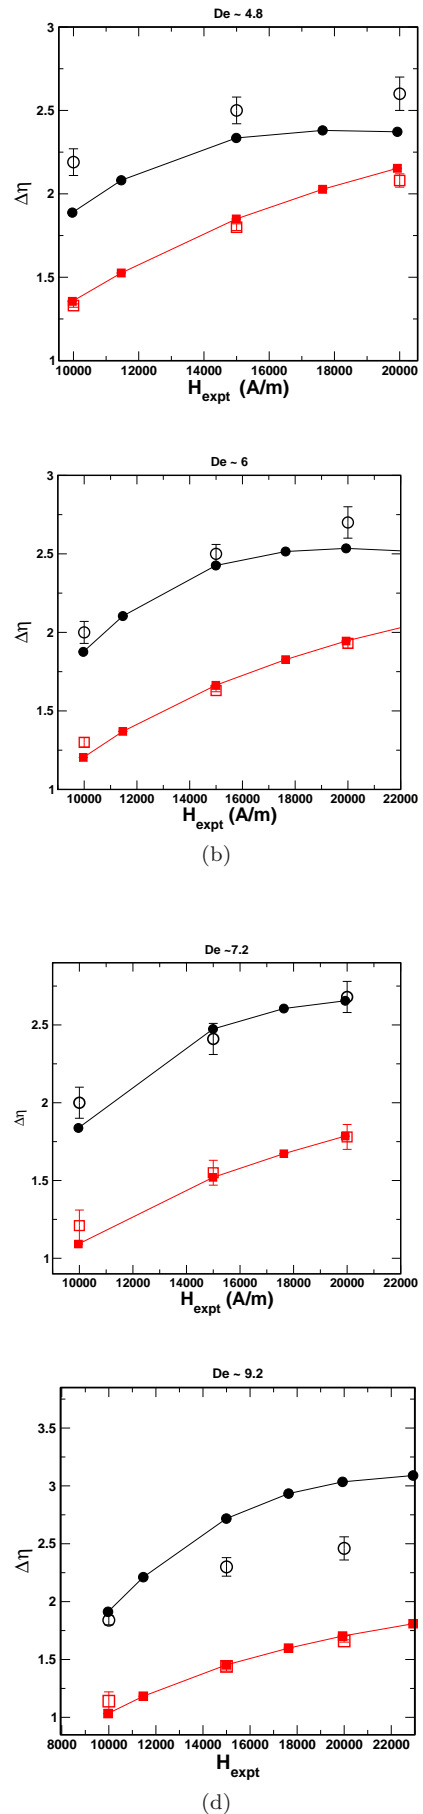 De ~ 4.8
3
2.5
2
1.5
1
Δη
10000 12000 14000 16000 18000 20000
H_expt (A/m)
De ~ 6
3
2.5
2
1.5
1
Δη
10000 12000 14000 16000 18000 20000 22000
H_expt (A/m)
(b)
De ~7.2
2.5
2
1.5
1
Δη
10000 12000 14000 16000 18000 20000 22000
H_expt (A/m)
De ~ 9.2
3.5
3
2.5
2
1.5
1
Δη
8000 10000 12000 14000 16000 18000 20000 22000
H_expt
(d)